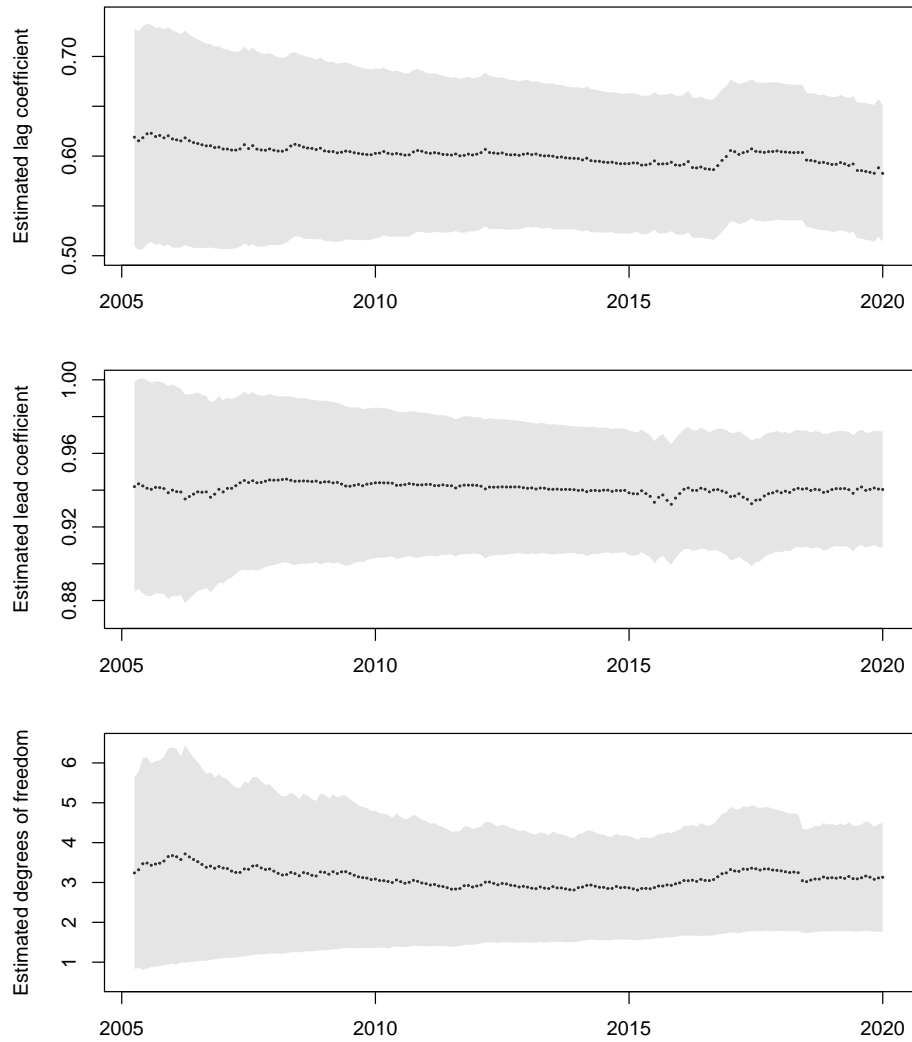 Estimated lag coefficient
0.70
0.60
0.50
2005 2010 2015 2020
Estimated lead coefficient
1.00
0.96
0.92
0.88
2005 2010 2015 2020
Estimated degrees of freedom
6
5
4
3
2
1
2005 2010 2015 2020